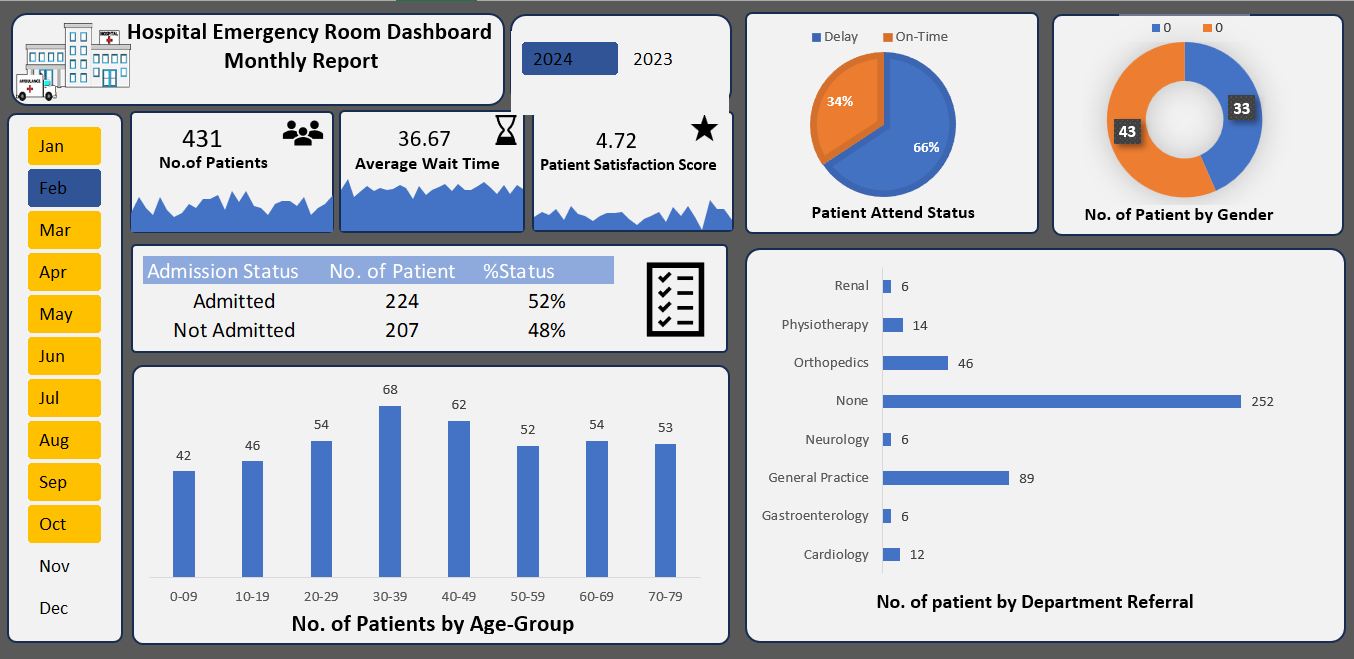 Hospital Emergency Room Dashboard
Monthly Report
HOSPITAL
AMBULANCE
2024
2023
Jan
Feb
Mar
Apr
May
Jun
Jul
Aug
Sep
Oct
Nov
Dec
431
No.of Patients
36.67
Average Wait Time
4.72
Patient Satisfaction Score
Delay On-Time
34%
66%
Patient Attend Status
0 0
33
43
No. of Patient by Gender
Admission Status No. of Patient %Status
Admitted 224 52%
Not Admitted 207 48%
42 46 54 68 62 52 54 53
0-09 10-19 20-29 30-39 40-49 50-59 60-69 70-79
No. of Patients by Age-Group
Renal 6
Physiotherapy 14
Orthopedics 46
None 252
Neurology 6
General Practice 89
Gastroenterology 6
Cardiology 12
No. of patient by Department Referral